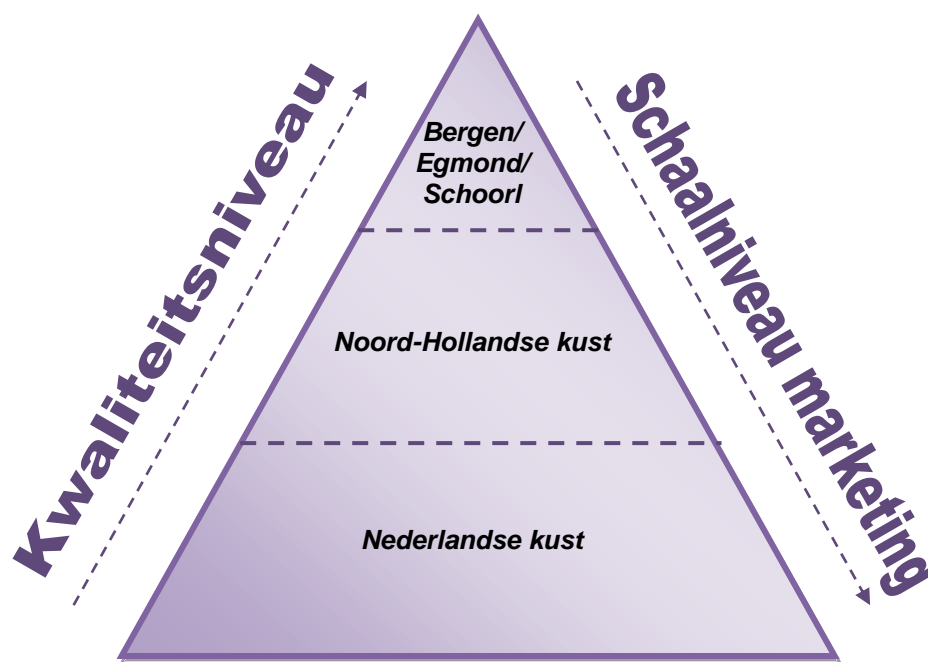 Kwaliteitsniveau
Schaalniveau marketing
Bergen/
Egmond/
Schoorl
Noord-Hollandse kust
Nederlandse kust